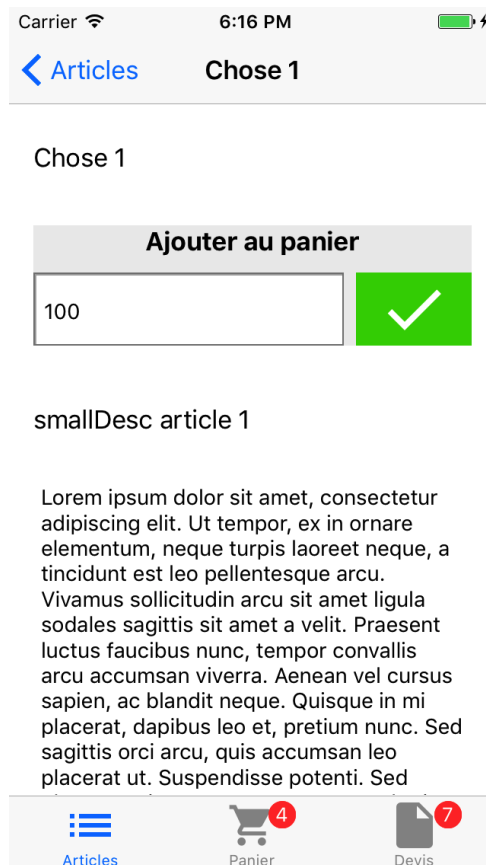 Carrier 6:16 PM
Articles Chose 1
Chose 1
Ajouter au panier
100
smallDesc article 1
Lorem ipsum dolor sit amet, consectetur
adipiscing elit. Ut tempor, ex in ornare
elementum, neque turpis laoreet neque, a
tincidunt est leo pellentesque arcu.
Vivamus sollicitudin arcu sit amet ligula
sodales sagittis sit amet a velit. Praesent
luctus faucibus nunc, tempor convallis
arcu accumsan viverra. Aenean vel cursus
sapien, ac blandit neque. Quisque in mi
placerat, dapibus leo et, pretium nunc. Sed
sagittis orci arcu, quis accumsan leo
placerat ut. Suspendisse potenti. Sed
4 7
Articles Panier Devis